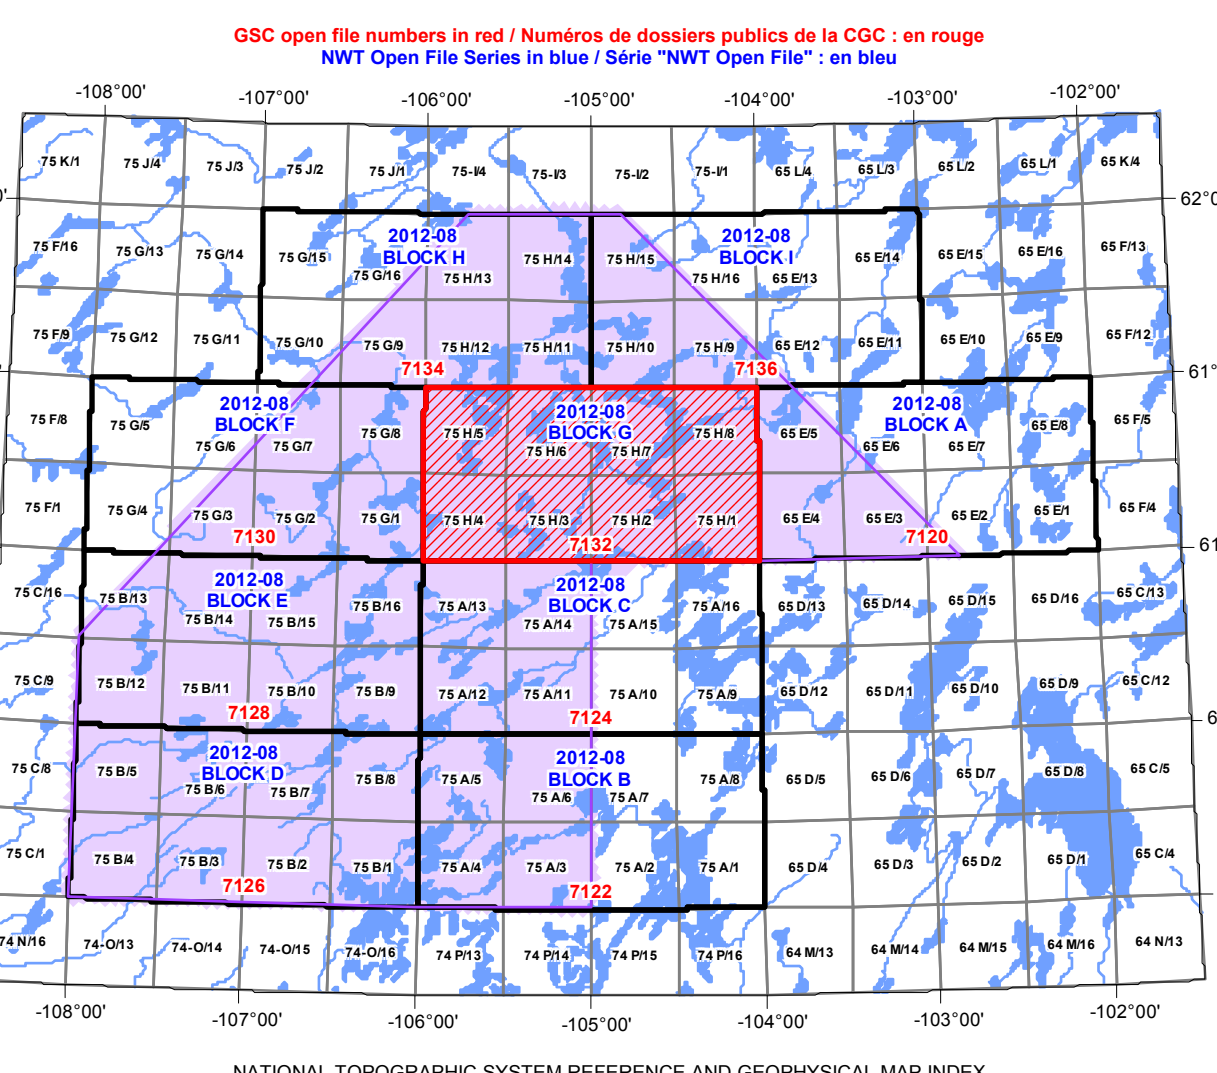 GSC open file numbers in red / Numéros de dossiers publics de la CGC : en rouge
NWT Open File Series in blue / Série "NWT Open File" : en bleu
-108°00' -107°00' -106°00' -105°00' -104°00' -103°00' -102°00'
75 K/1 75 J/4 75 J/3 75 J/2 75 J/1 75-I/4 75-I/3 75-I/2 75-I/1 65 L/4 65 L/3 65 L/2 65 L/1 65 K/4
62°0
2012-08 BLOCK H
2012-08 BLOCK I
75 F/16 75 G/13 75 G/14 75 G/15 75 G/16 75 H/13 75 H/14 75 H/15 75 H/16 65 E/13 65 E/14 65 E/15 65 E/16 65 F/13
75 F/9 75 G/12 75 G/11 75 G/10 75 G/9 75 H/12 75 H/11 75 H/10 75 H/9 65 E/12 65 E/11 65 E/10 65 E/9 65 F/12
7134 7136
61°
2012-08 BLOCK F
2012-08 BLOCK G
2012-08 BLOCK A
75 F/8 75 G/5 75 G/6 75 G/7 75 G/8 75 H/5 75 H/6 75 H/7 75 H/8 65 E/5 65 E/6 65 E/7 65 E/8 65 F/5
75 F/1 75 G/4 75 G/3 75 G/2 75 G/1 75 H/4 75 H/3 75 H/2 75 H/1 65 E/4 65 E/3 65 E/2 65 E/1 65 F/4
7130 7132 7120
61
2012-08 BLOCK E
2012-08 BLOCK C
75 C/16 75 B/13 75 B/14 75 B/15 75 B/16 75 A/13 75 A/14 75 A/15 75 A/16 65 D/13 65 D/14 65 D/15 65 D/16 65 C/13
75 C/9 75 B/12 75 B/11 75 B/10 75 B/9 75 A/12 75 A/11 75 A/10 75 A/9 65 D/12 65 D/11 65 D/10 65 D/9 65 C/12
7128 7124
6
2012-08 BLOCK D
2012-08 BLOCK B
75 C/8 75 B/5 75 B/6 75 B/7 75 B/8 75 A/5 75 A/6 75 A/7 75 A/8 65 D/5 65 D/6 65 D/7 65 D/8 65 C/5
75 C/1 75 B/4 75 B/3 75 B/2 75 B/1 75 A/4 75 A/3 75 A/2 75 A/1 65 D/4 65 D/3 65 D/2 65 D/1 65 C/4
7126 7122
74 N/16 74-O/13 74-O/14 74-O/15 74-O/16 74 P/13 74 P/14 74 P/15 74 P/16 64 M/13 64 M/14 64 M/15 64 M/16 64 N/13
-108°00' -107°00' -106°00' -105°00' -104°00' -103°00' -102°00'
NATIONAL TOPOGRAPHIC SYSTEM REFERENCE AND GEOPHYSICAL MAP INDEX